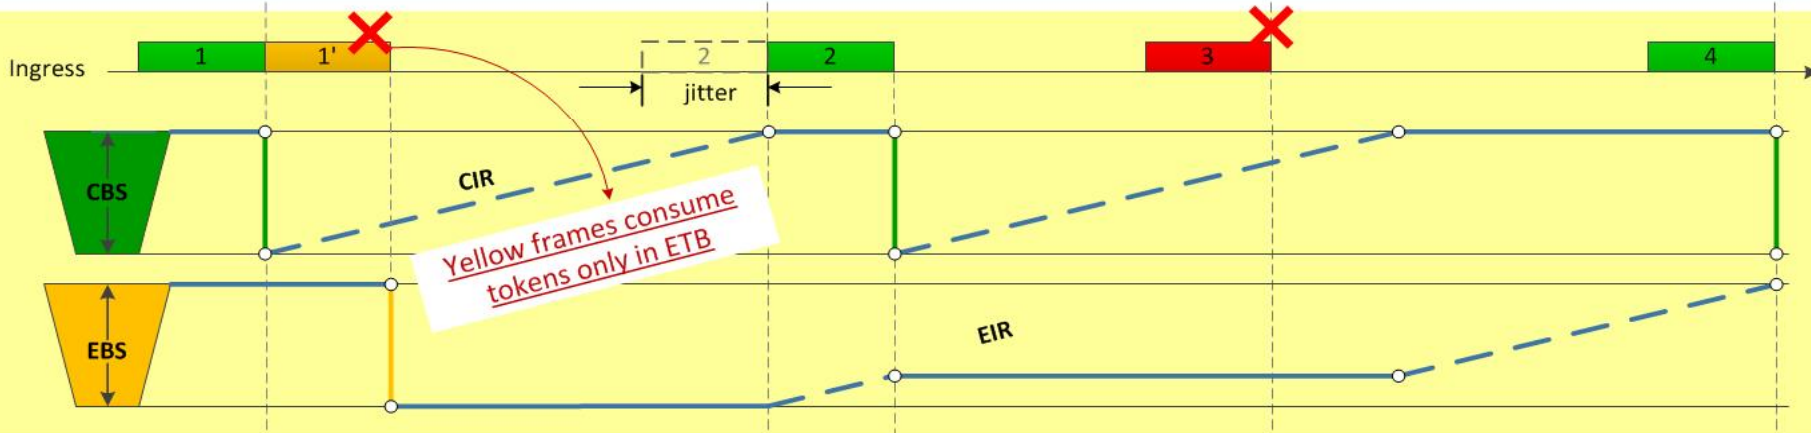 Ingress
1
1'
2
2
3
4
jitter
CBS
CIR
Yellow frames consume
tokens only in ETB
EBS
EIR